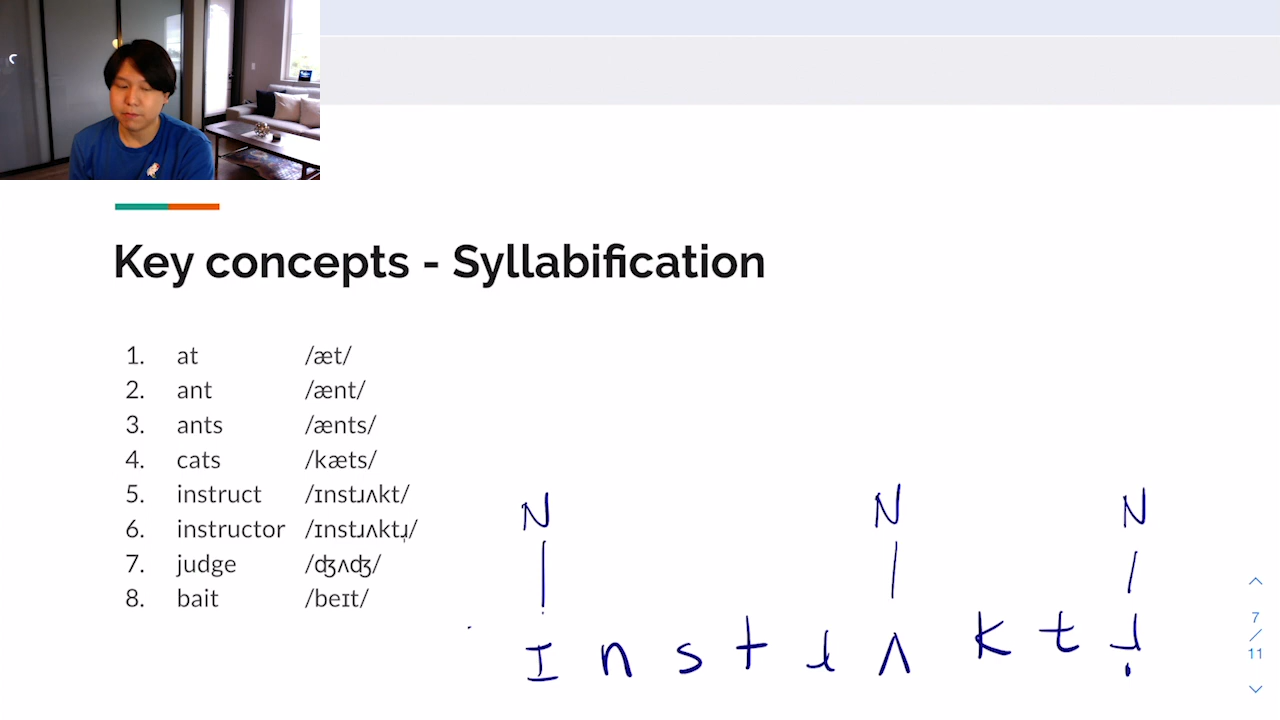 Key concepts - Syllabification
1. at /æt/
2. ant /ænt/
3. ants /ænts/
4. cats /kæts/
5. instruct /ɪnstɹʌkt/
6. instructor /ɪnstɹʌktɹ̩/
7. judge /ʤʌʤ/
8. bait /beɪt/
N N N
ɪ n s t ɹ ʌ k t ɹ̩
7
/
11